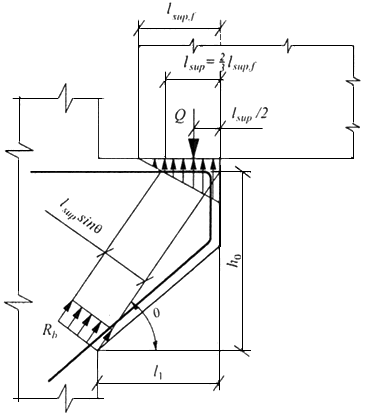 l_sup.f
l_sup = 2/3 l_sup.f
Q
l_sup /2
l_sup sinθ
h_0
R_b
θ
l_1